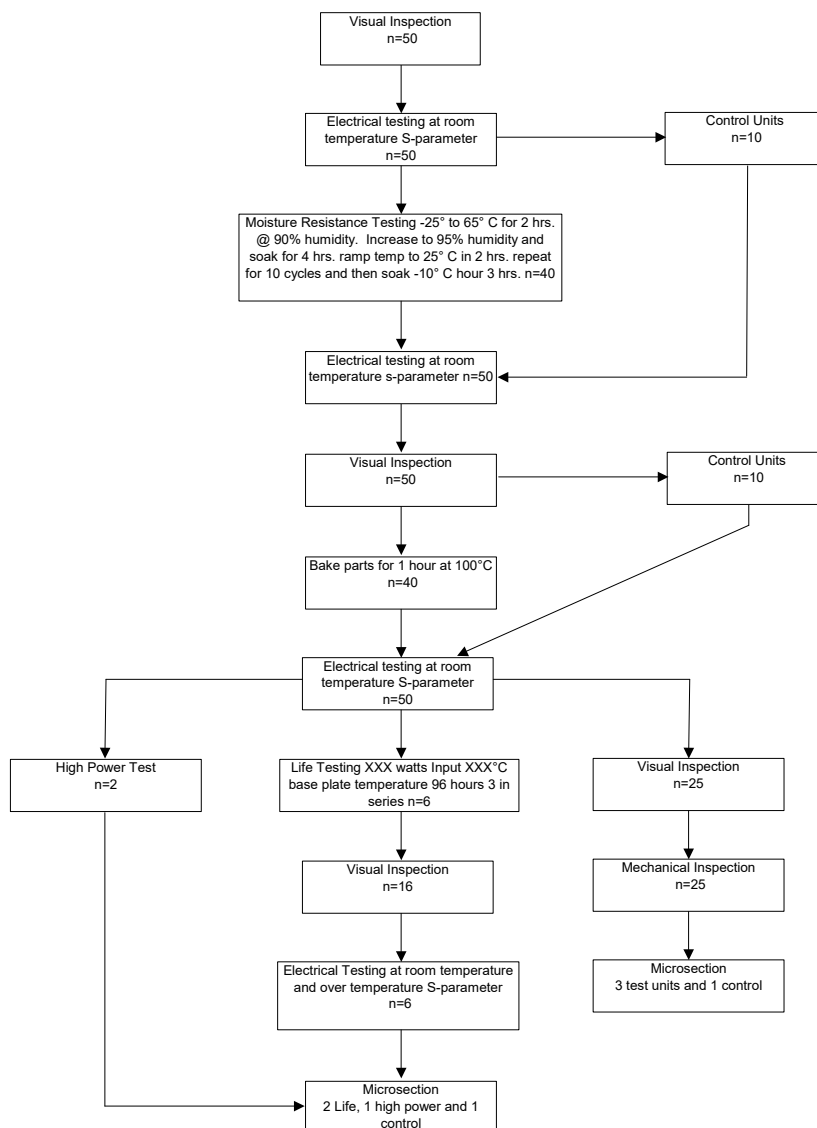 Visual Inspection
n=50
Electrical testing at room
temperature S-parameter
n=50
Control Units
n=10
Moisture Resistance Testing -25° to 65° C for 2 hrs.
@ 90% humidity.  Increase to 95% humidity and
soak for 4 hrs. ramp temp to 25° C in 2 hrs. repeat
for 10 cycles and then soak -10° C hour 3 hrs. n=40
Electrical testing at room
temperature s-parameter n=50
Visual Inspection
n=50
Control Units
n=10
Bake parts for 1 hour at 100°C
n=40
Electrical testing at room
temperature S-parameter
n=50
High Power Test
n=2
Life Testing XXX watts Input XXX°C
base plate temperature 96 hours 3 in
series n=6
Visual Inspection
n=25
Visual Inspection
n=16
Mechanical Inspection
n=25
Electrical Testing at room temperature
and over temperature S-parameter
n=6
Microsection
3 test units and 1 control
Microsection
2 Life, 1 high power and 1
control